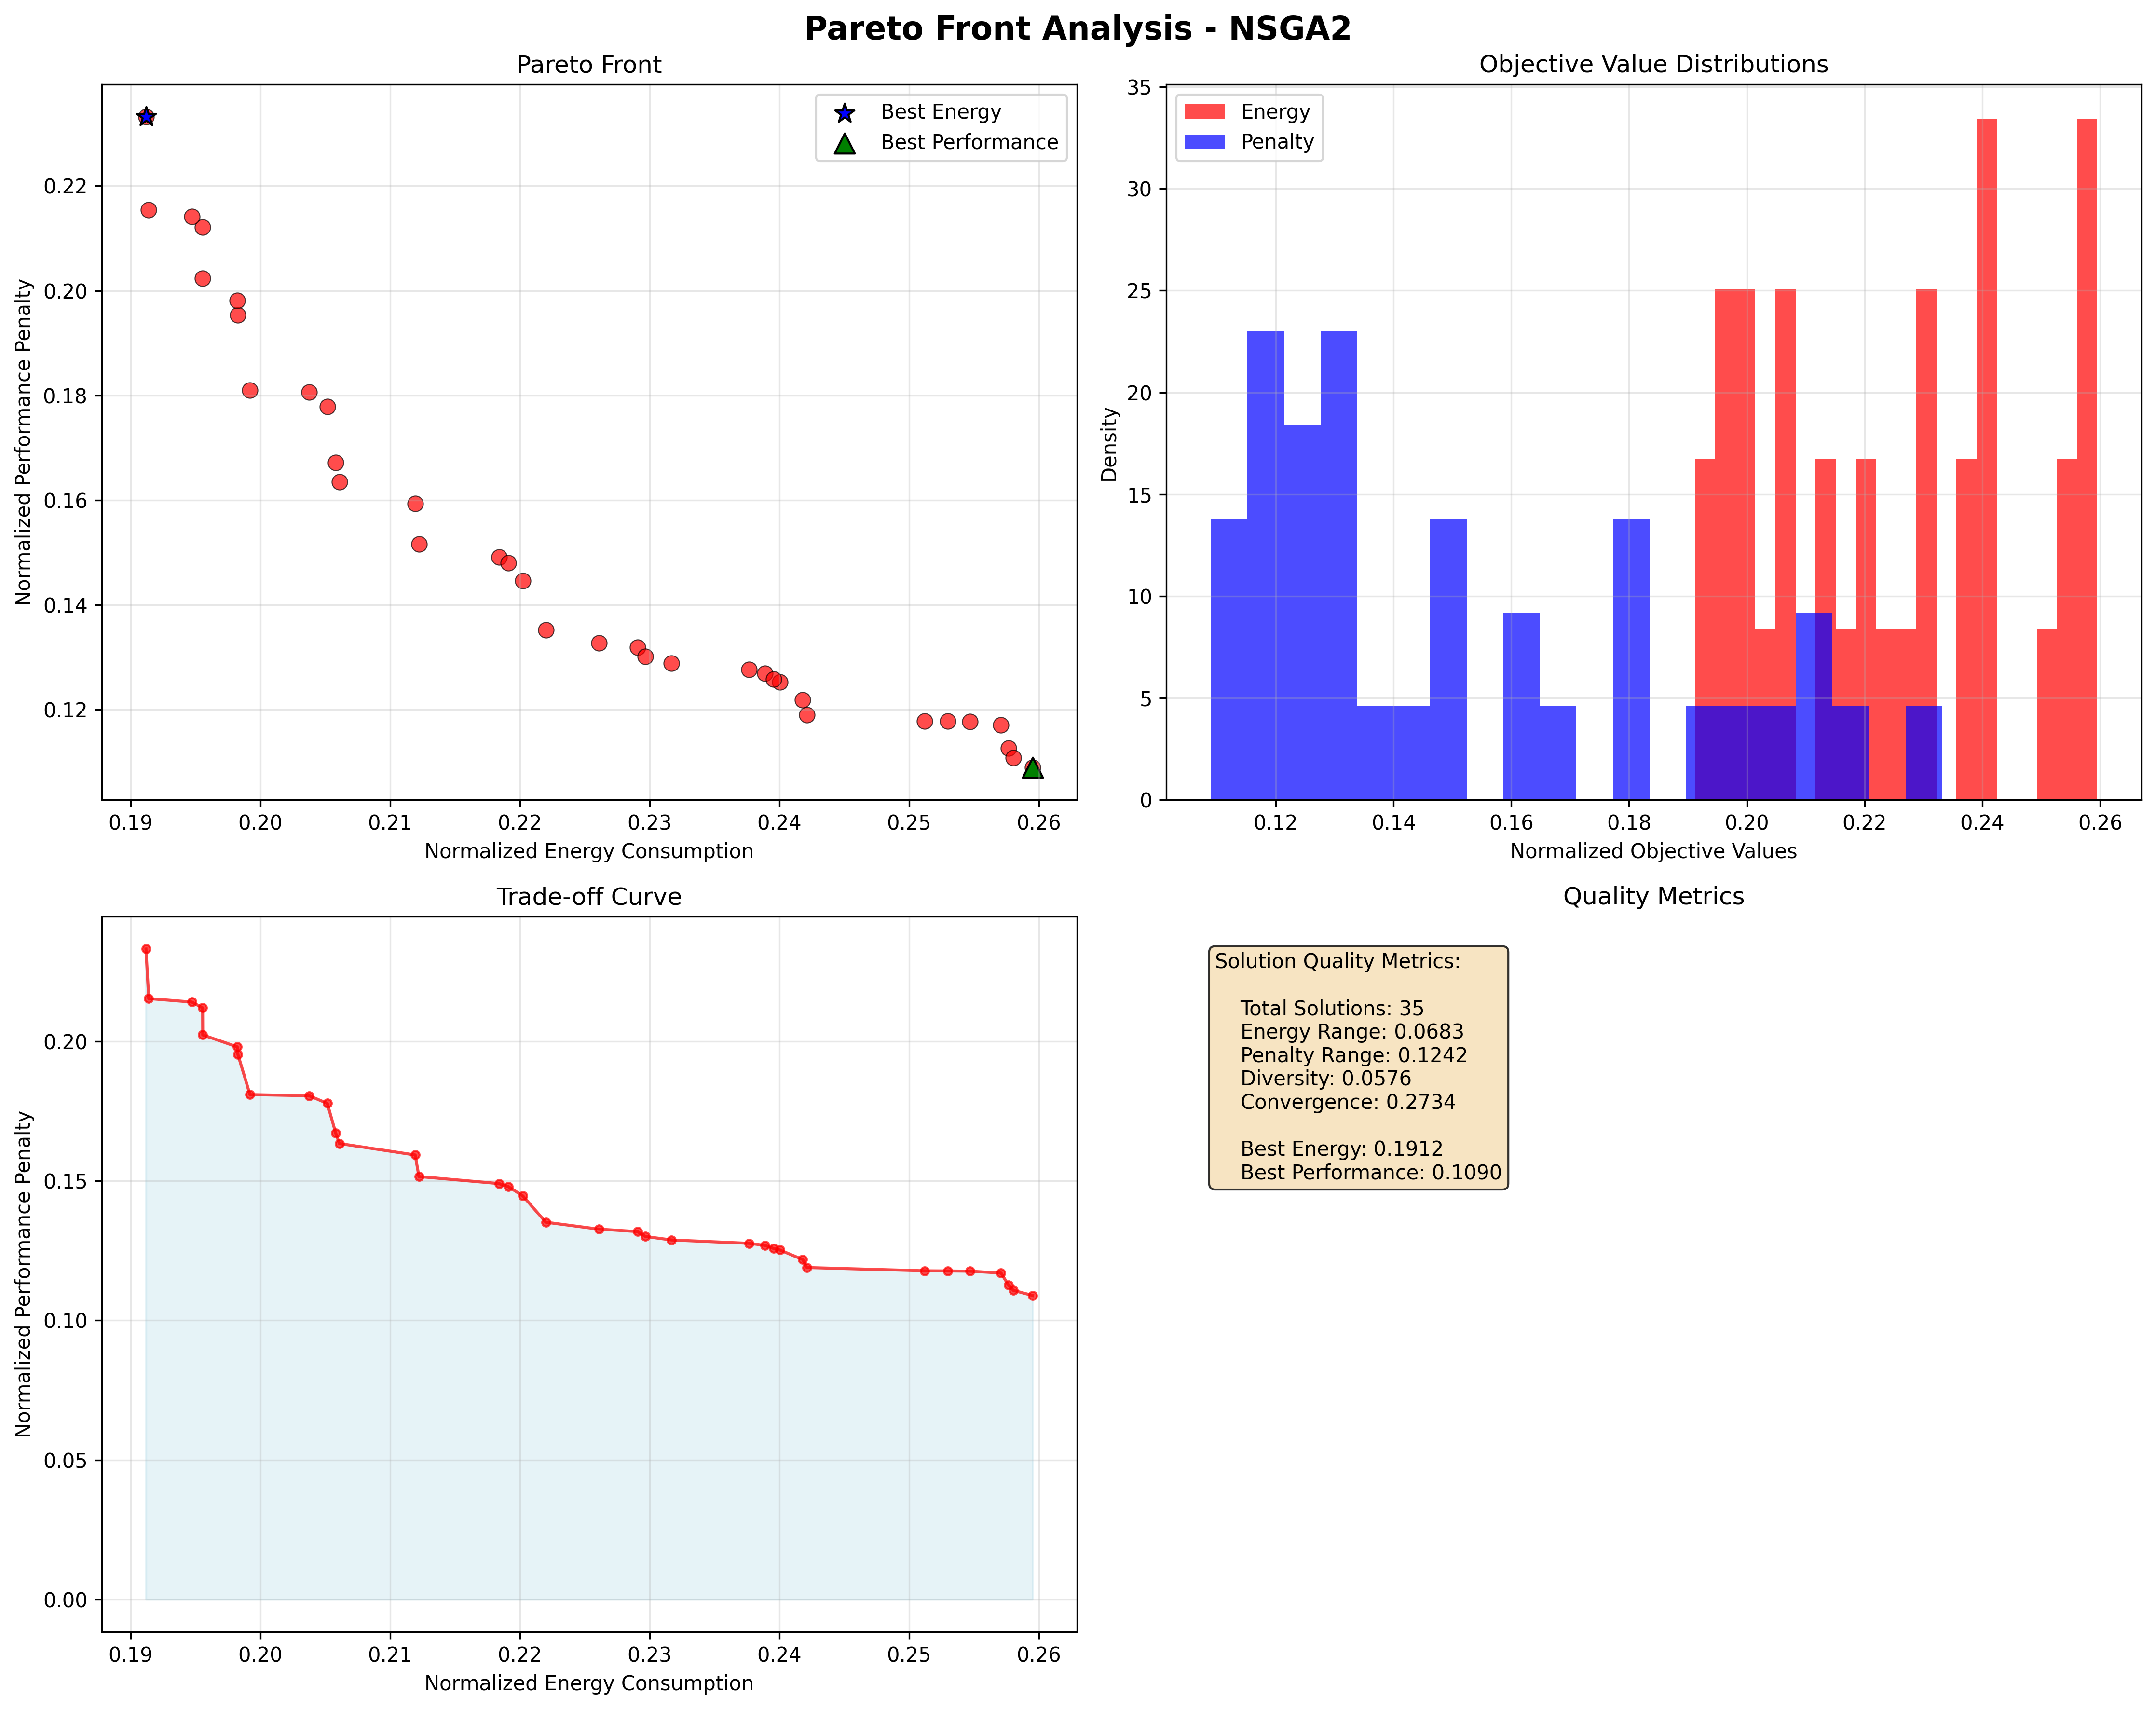 Pareto Front Analysis - NSGA2
Pareto Front
Best Energy
Best Performance
0.22
0.20
0.18
0.16
0.14
0.12
Normalized Performance Penalty
0.19 0.20 0.21 0.22 0.23 0.24 0.25 0.26
Normalized Energy Consumption
Objective Value Distributions
Energy
Penalty
35
30
25
20
15
10
5
0
Density
0.12 0.14 0.16 0.18 0.20 0.22 0.24 0.26
Normalized Objective Values
Trade-off Curve
0.20
0.15
0.10
0.05
0.00
Normalized Performance Penalty
0.19 0.20 0.21 0.22 0.23 0.24 0.25 0.26
Normalized Energy Consumption
Quality Metrics
Solution Quality Metrics:
Total Solutions: 35
Energy Range: 0.0683
Penalty Range: 0.1242
Diversity: 0.0576
Convergence: 0.2734
Best Energy: 0.1912
Best Performance: 0.1090